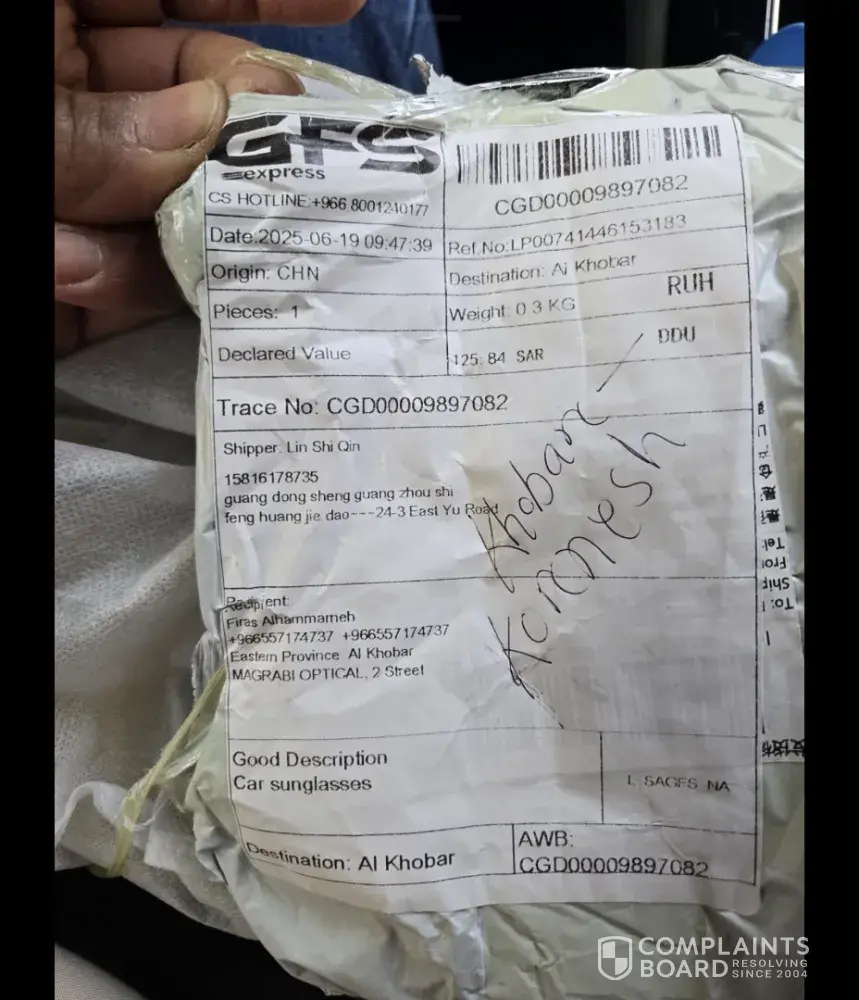 GFS
express
CS HOTLINE:+966 8001240177
CGD00009897082
Date:2025-06-19 09:47:39
Ref.No:LP00741446153183
Origin: CHN
Destination: Al Khobar
RUH
Pieces: 1
Weight: 0.3 KG
Declared Value
125.84 SAR
DDU
Trace No: CGD00009897082
Shipper: Lin Shi Qin
15816178735
guang dong sheng guang zhou shi
feng huang jie dao---24-3 East Yu Road
Khobar
Kornesh
Recipient:
Firas Alhammameh
+966557174737 +966557174737
Eastern Province Al Khobar
MAGRABI OPTICAL, 2 Street
Good Description
Car sunglasses
Destination: Al Khobar
AWB:
CGD00009897082
Tel:
Ship
To:
COMPLAINTS
BOARD RESOLVING
SINCE 2004